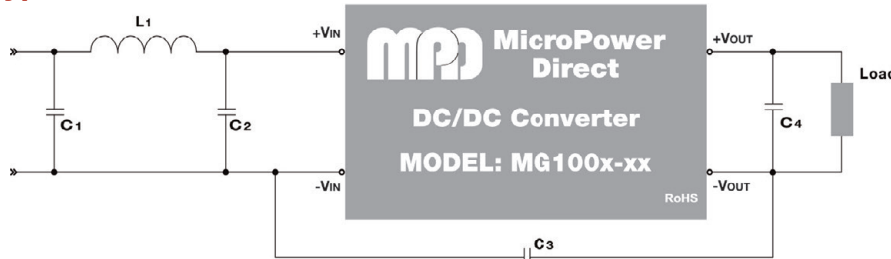 L1
+VIN
MPD MicroPower
Direct
+VOUT
Load
C1
C2
DC/DC Converter
C4
MODEL: MG100x-xx
-VIN
RoHS
-VOUT
C3